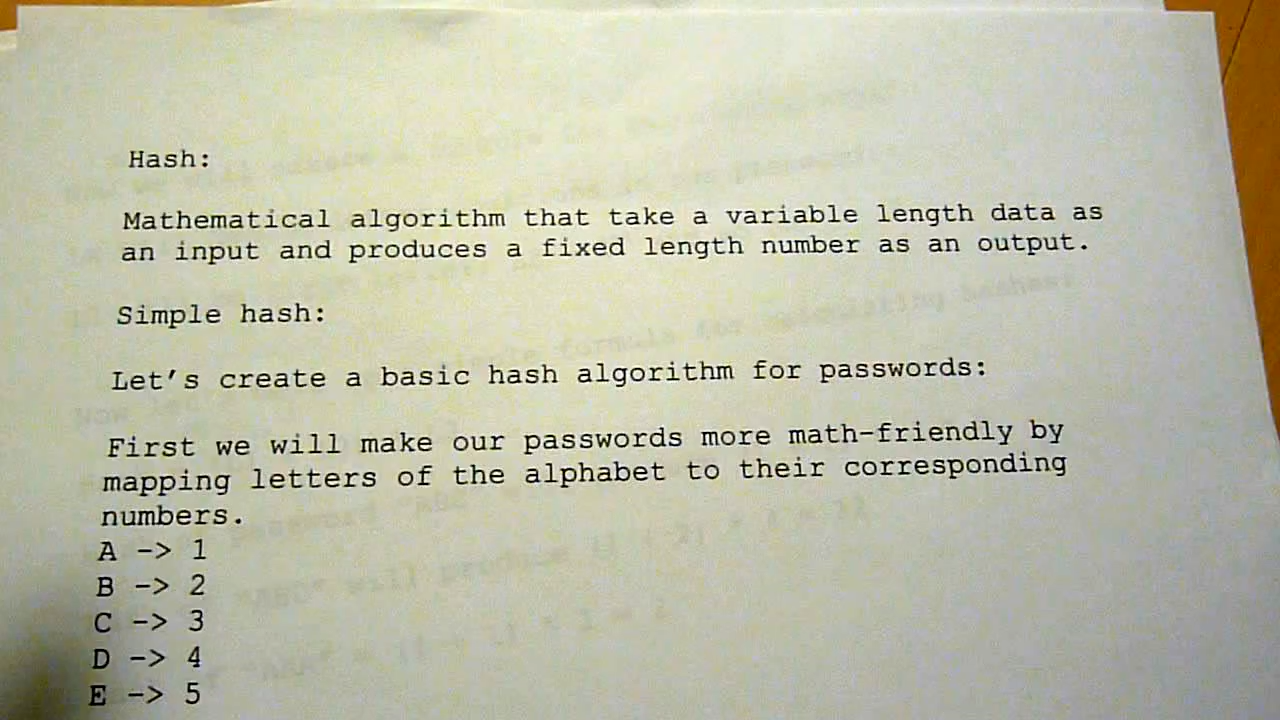 Hash:
Mathematical algorithm that take a variable length data as
an input and produces a fixed length number as an output.
Simple hash:
Let's create a basic hash algorithm for passwords:
First we will make our passwords more math-friendly by
mapping letters of the alphabet to their corresponding
numbers.
A -> 1
B -> 2
C -> 3
D -> 4
E -> 5